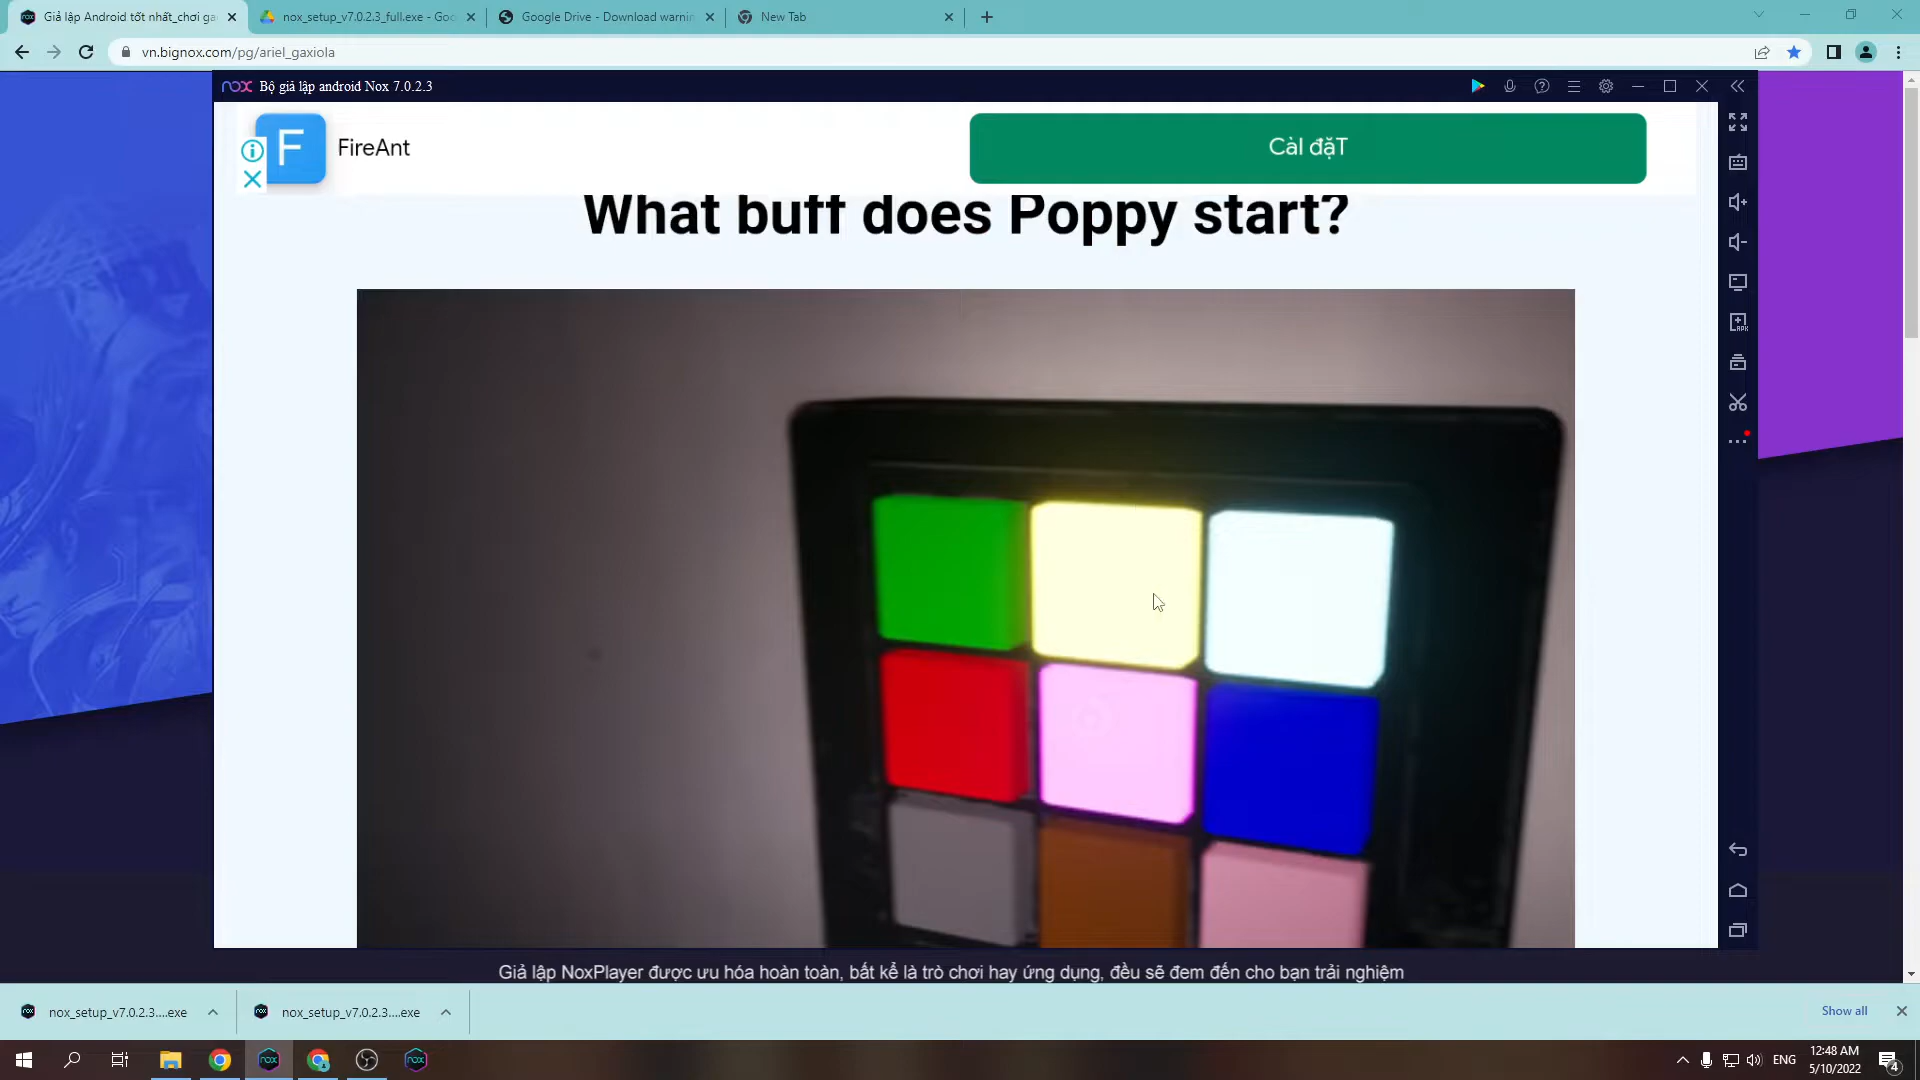 Giả lập Android tốt nhất_chơi ga
nox_setup_v7.0.2.3_full.exe - Goo
Google Drive - Download warnin
New Tab
vn.bignox.com/pg/ariel_gaxiola
nox Bộ giả lập android Nox 7.0.2.3
F
FireAnt
Càl đặT
What buff does Poppy start?
Giả lập NoxPlayer được ưu hóa hoàn toàn, bất kể là trò chơi hay ứng dụng, đều sẽ đem đến cho bạn trải nghiệm
nox_setup_v7.0.2.3....exe
nox_setup_v7.0.2.3....exe
Show all
ENG
12:48 AM
5/10/2022
4